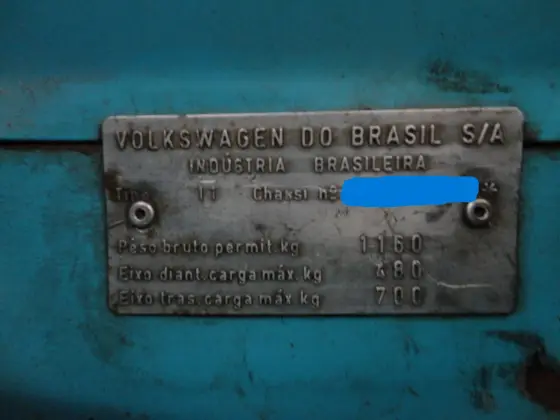 VOLKSWAGEN DO BRASIL S/A
INDÚSTRIA BRASILEIRA
Tipo 11 Chassi nº *
Pêso bruto permit. kg 1160
Eixo diant. carga máx. kg 480
Eixo tras. carga máx. kg 700